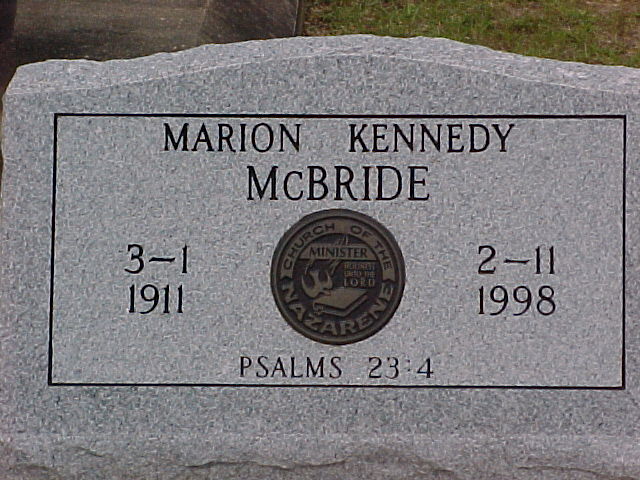 MARION KENNEDY
McBRIDE
3-1
1911
CHURCH OF THE
NAZARENE
MINISTER
HOLINESS
UNTO THE
LORD
2-11
1998
PSALMS 23:4